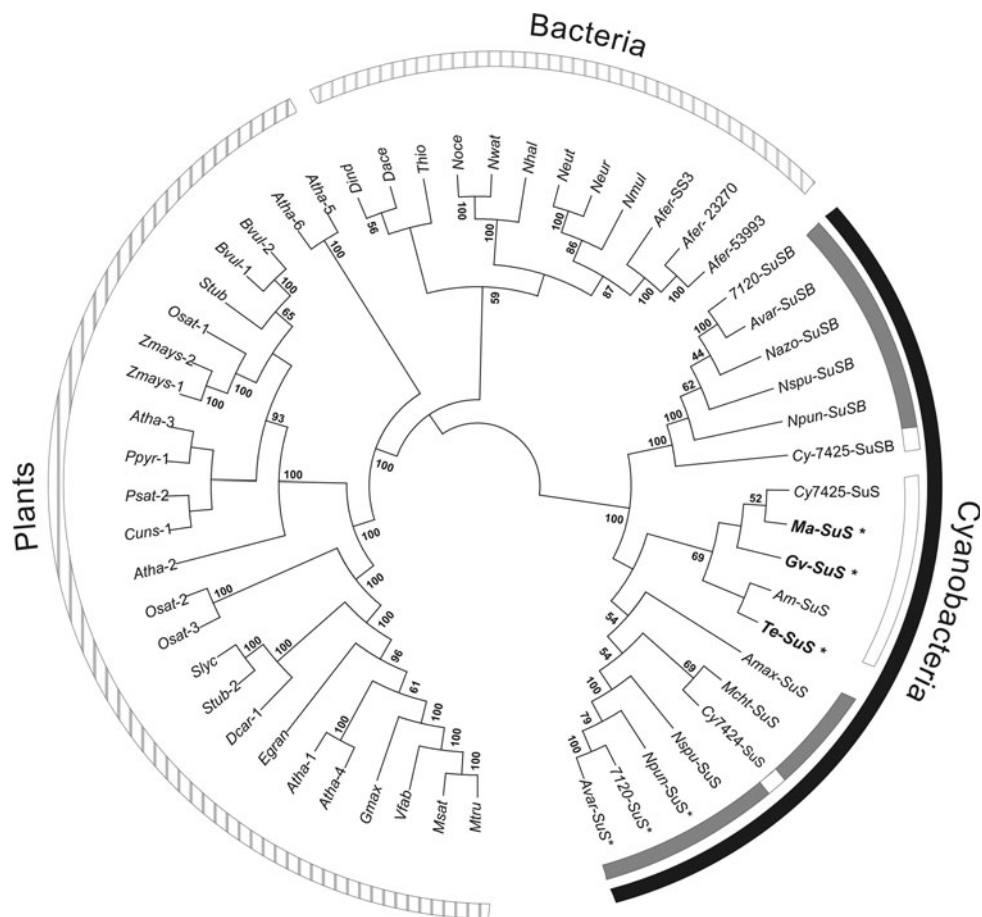 Bacteria
Plants
Cyanobacteria
Dind
Dace
Thio
Noce
Nwat
Nhal
Neut
Neur
Nmul
Afer-SS3
Afer- 23270
Afer-53993
7120-SuSB
Avar-SuSB
Nazo-SuSB
Nspu-SuSB
Npun-SuSB
Cy-7425-SuSB
Cy7425-SuS
Ma-SuS *
Gv-SuS *
Am-SuS
Te-SuS *
Amax-SuS
Mcht-SuS
Cy7424-SuS
Nspu-SuS
Npun-SuS*
7120-SuS*
Avar-SuS*
Mtru
Msat
Vfab
Gmax
Atha-4
Atha-1
Egran
Dcar-1
Stub-2
Slyc
Osat-3
Osat-2
Atha-2
Cuns-1
Psat-2
Ppyr-1
Atha-3
Zmays-1
Zmays-2
Osat-1
Stub
Bvul-1
Bvul-2
Atha-6
Atha-5
56
100
100
100
86
87
100
100
59
100
44
62
100
100
100
52
69
54
69
54
100
79
100
100
100
100
61
100
96
100
100
100
100
100
100
100
93
100
100
65
100
100
100